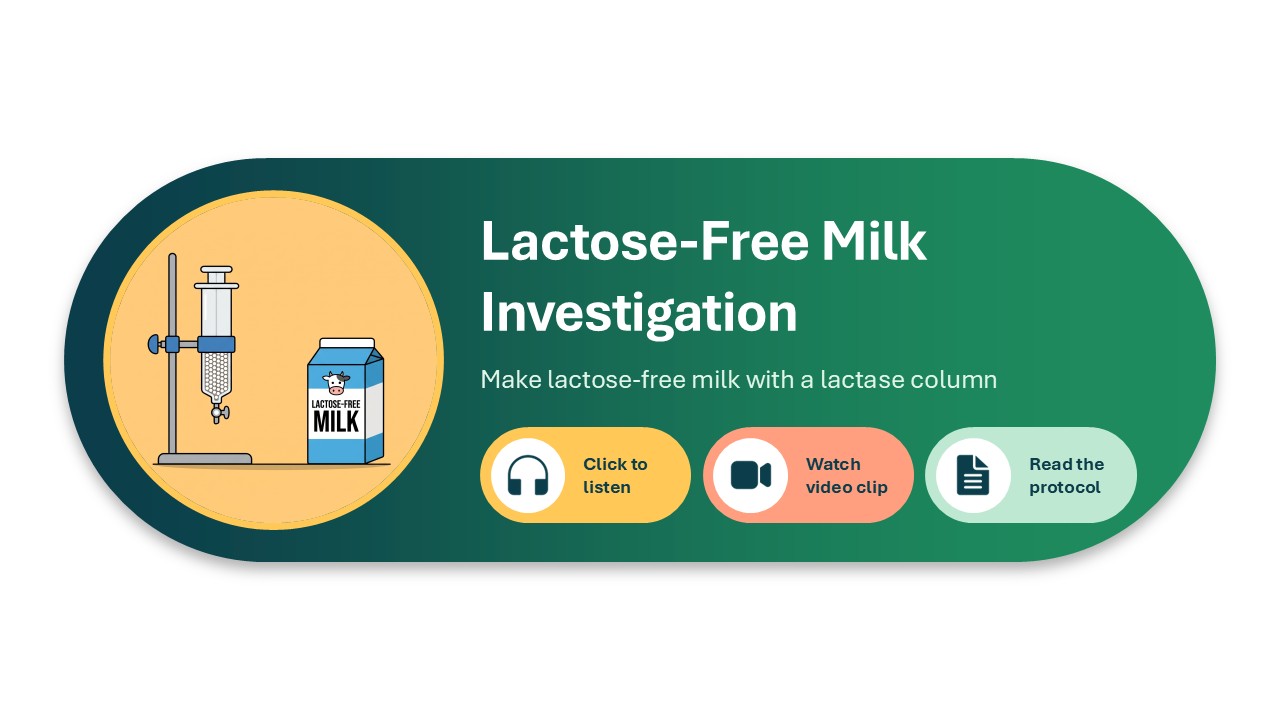 Lactose-Free Milk
Investigation
Make lactose-free milk with a lactase column
LACTOSE-FREE
MILK
Click to
listen
Watch
video clip
Read the
protocol